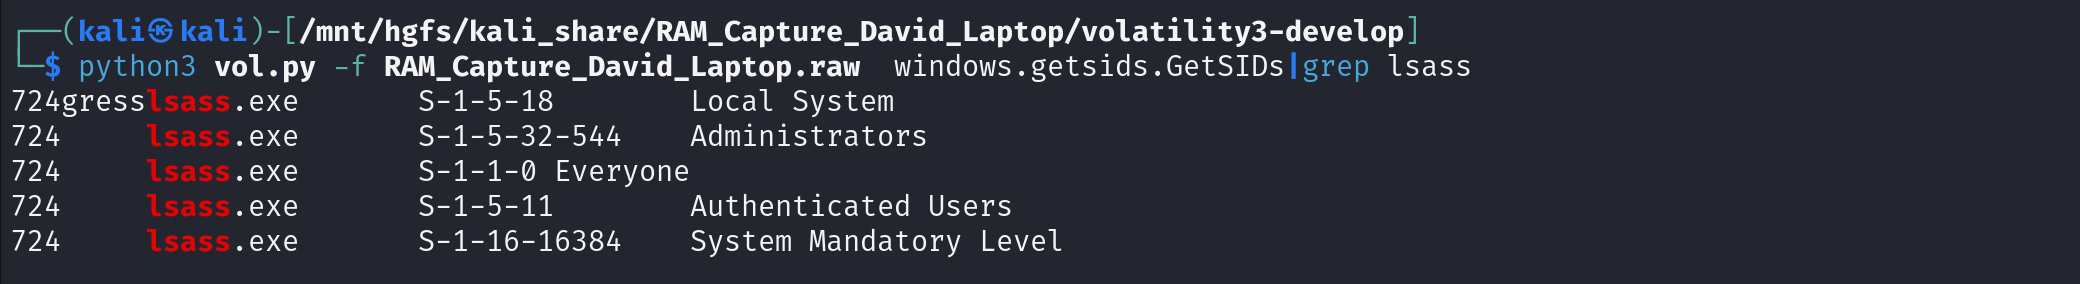 ┌──(kali㉿kali)-[/mnt/hgfs/kali_share/RAM_Capture_David_Laptop/volatility3-develop]
└─$ python3 vol.py -f RAM_Capture_David_Laptop.raw  windows.getsids.GetSIDs|grep lsass
724gresslsass.exe       S-1-5-18        Local System
724     lsass.exe       S-1-5-32-544    Administrators
724     lsass.exe       S-1-1-0 Everyone
724     lsass.exe       S-1-5-11        Authenticated Users
724     lsass.exe       S-1-16-16384    System Mandatory Level